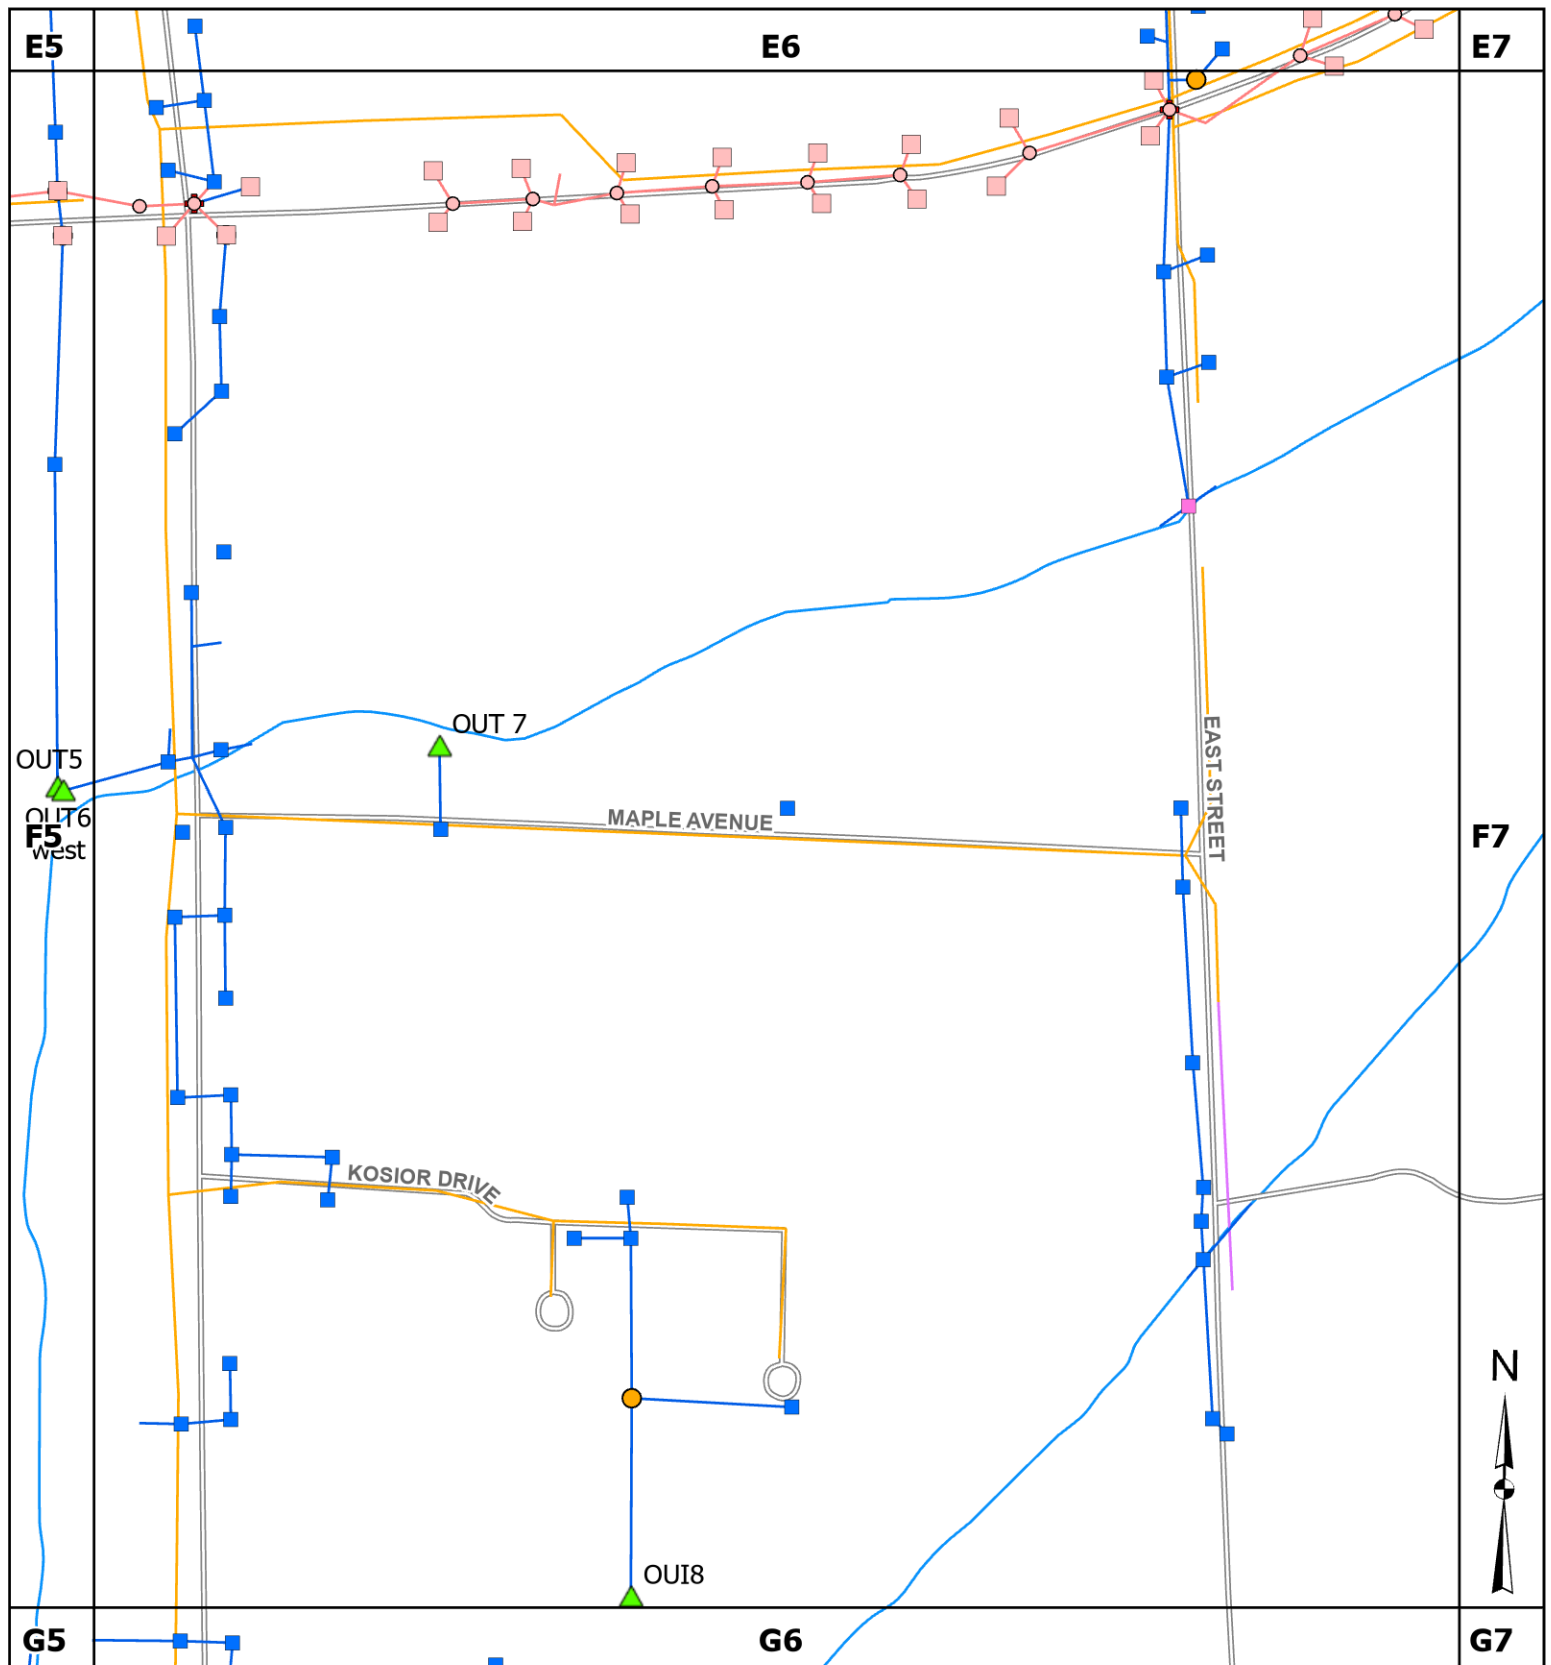 E5
E6
E7
OUT 7
OUT5
OUT6
F5
west
MAPLE AVENUE
EAST STREET
F7
KOSIOR DRIVE
N
OUI8
G5
G6
G7